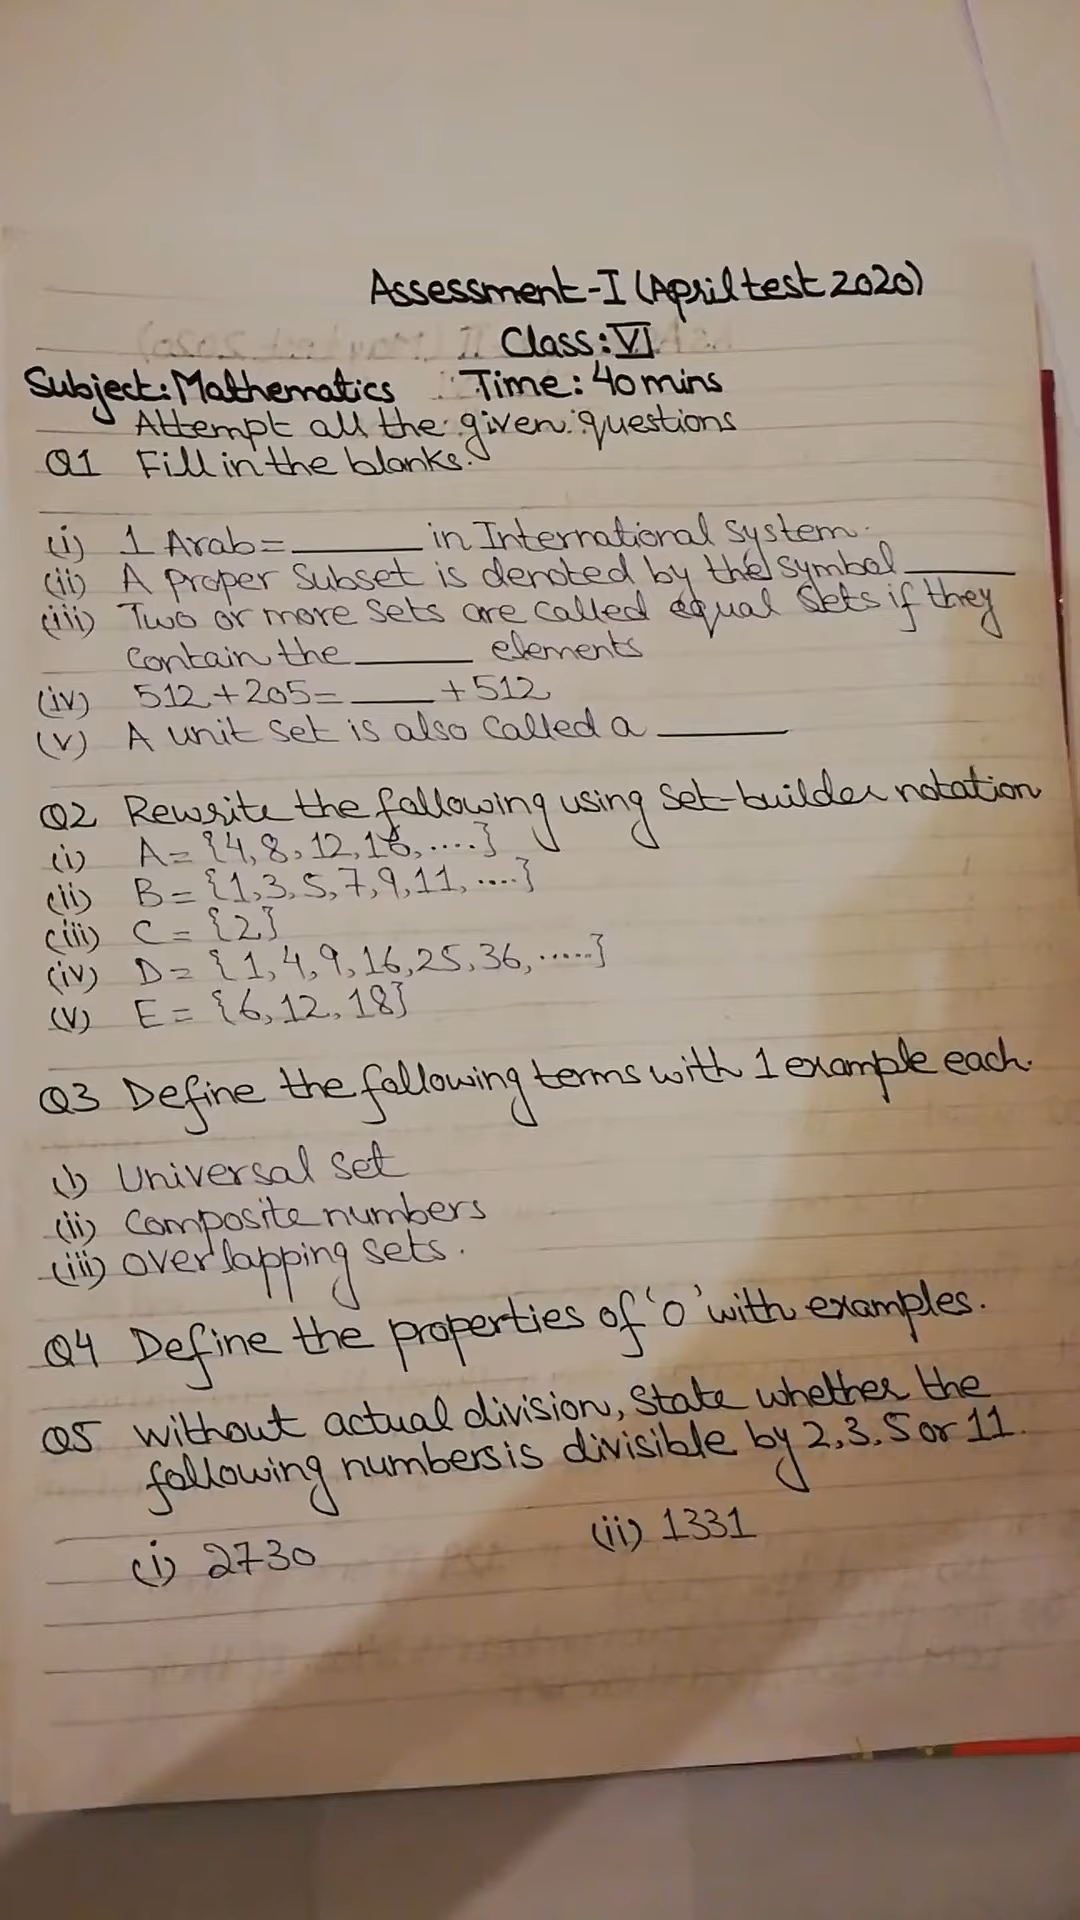 Assessment-I (April test 2020)
Class: VI
Subject: Mathematics Time: 40 mins
Attempt all the given questions
Q1 Fill in the blanks.
(i) 1 Arab = ______ in International system.
(ii) A proper subset is denoted by the symbol ______
(iii) Two or more sets are called equal sets if they
contain the ______ elements
(iv) 512 + 205 = ____ + 512
(v) A unit set is also called a ______
Q2 Rewrite the following using set-builder notation
(i) A = {4, 8, 12, 16, ....}
(ii) B = {1, 3, 5, 7, 9, 11, ....}
(iii) C = {2}
(iv) D = {1, 4, 9, 16, 25, 36, .....}
(v) E = {6, 12, 18}
Q3 Define the following terms with 1 example each.
(i) Universal set
(ii) Composite numbers
(iii) overlapping sets.
Q4 Define the properties of '0' with examples.
Q5 without actual division, State whether the
following numbers is divisible by 2, 3, 5 or 11.
(i) 2730 (ii) 1331